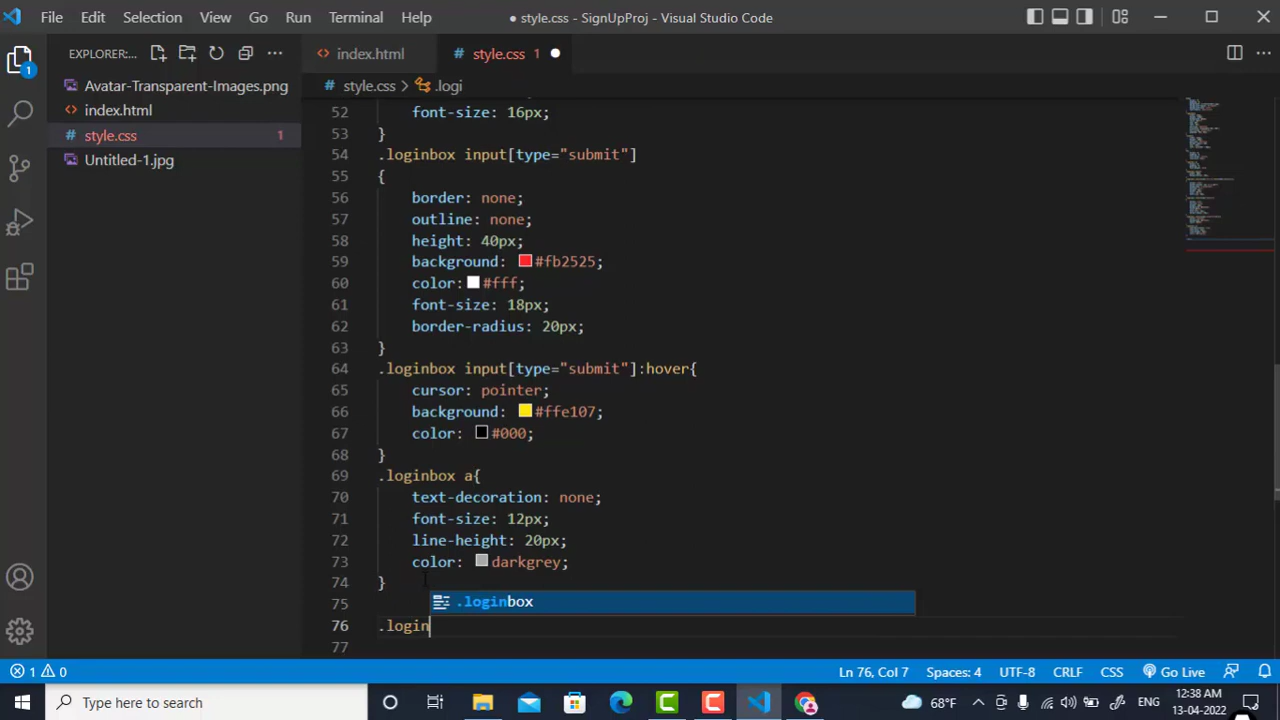 File Edit Selection View Go Run Terminal Help ● style.css - SignUpProj - Visual Studio Code
EXPLORER: ...
index.html
style.css 1
1
Avatar-Transparent-Images.png
index.html
style.css 1
Untitled-1.jpg
style.css > .logi
52 font-size: 16px;
53 }
54 .loginbox input[type="submit"]
55 {
56 border: none;
57 outline: none;
58 height: 40px;
59 background: #fb2525;
60 color: #fff;
61 font-size: 18px;
62 border-radius: 20px;
63 }
64 .loginbox input[type="submit"]:hover{
65 cursor: pointer;
66 background: #ffe107;
67 color: #000;
68 }
69 .loginbox a{
70 text-decoration: none;
71 font-size: 12px;
72 line-height: 20px;
73 color: darkgrey;
74 }
75
.loginbox
76 .login
77
1 0 Ln 76, Col 7 Spaces: 4 UTF-8 CRLF CSS Go Live
Type here to search 68°F ENG 12:38 AM
13-04-2022